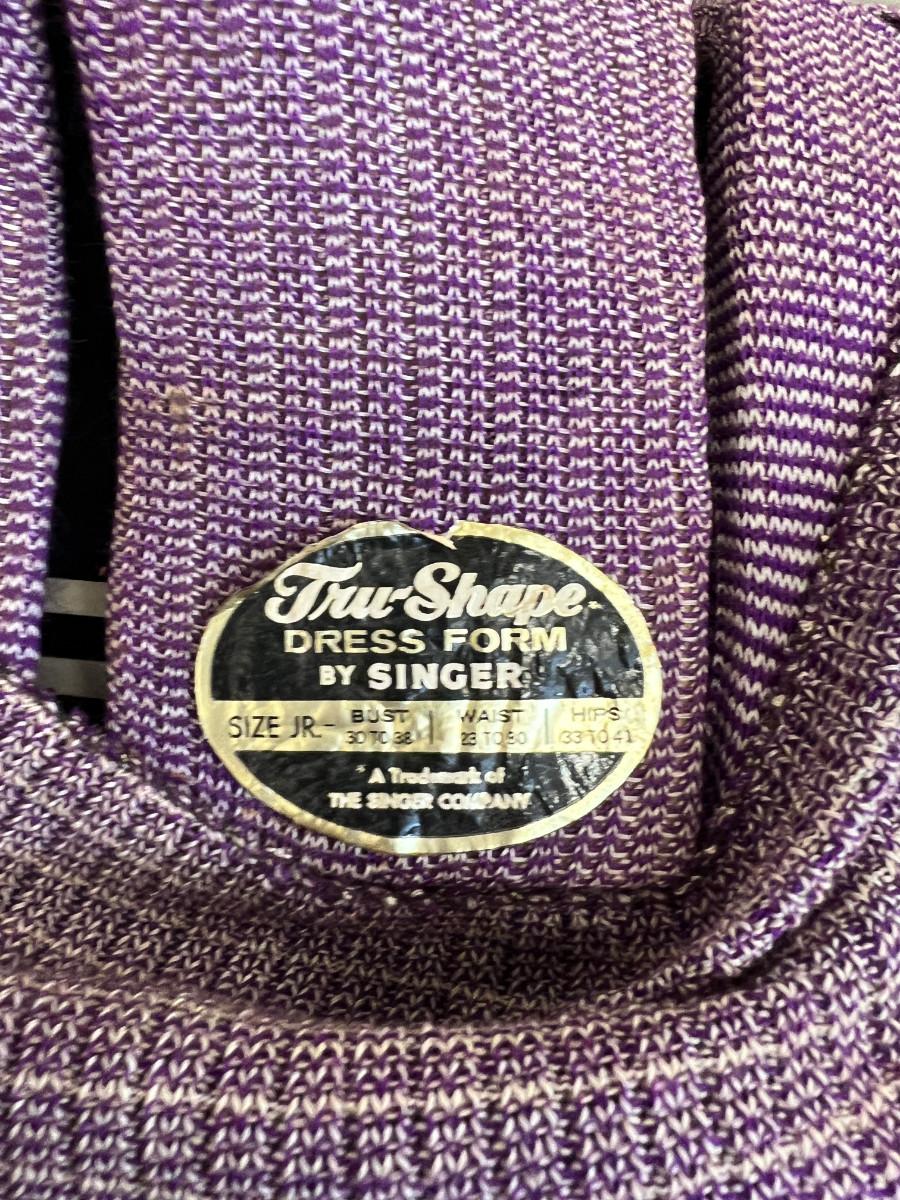 Tru-Shape
DRESS FORM
BY SINGER
SIZE JR.- BUST 30 TO 38 | WAIST 23 TO 30 | HIPS 33 TO 41
*A Trademark of
THE SINGER COMPANY